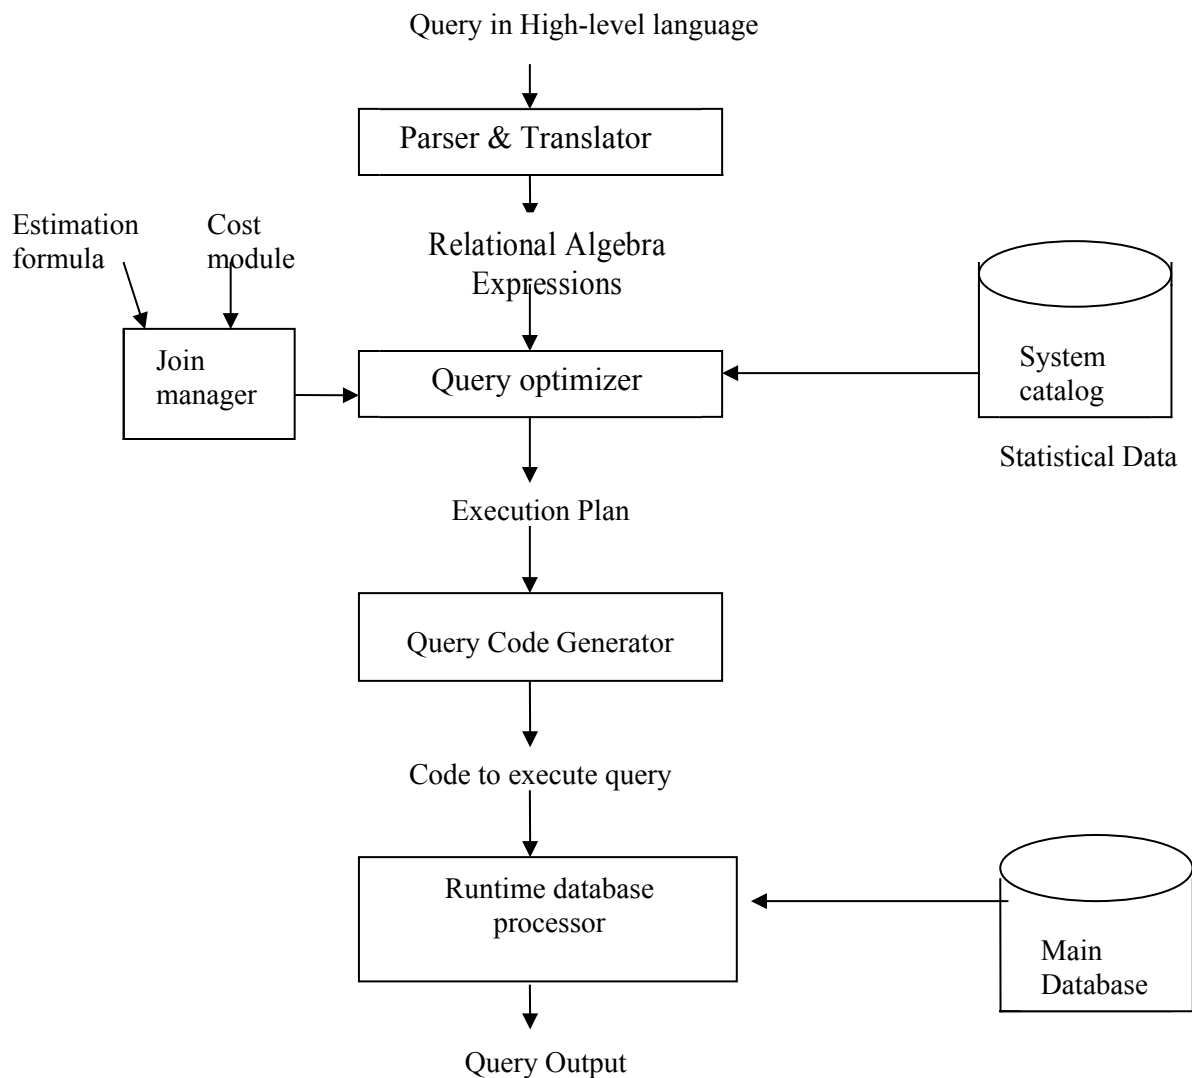 Query in High-level language
Parser & Translator
Estimation
formula
Cost
module
Relational Algebra
Expressions
Join
manager
Query optimizer
System
catalog
Statistical Data
Execution Plan
Query Code Generator
Code to execute query
Runtime database
processor
Main
Database
Query Output